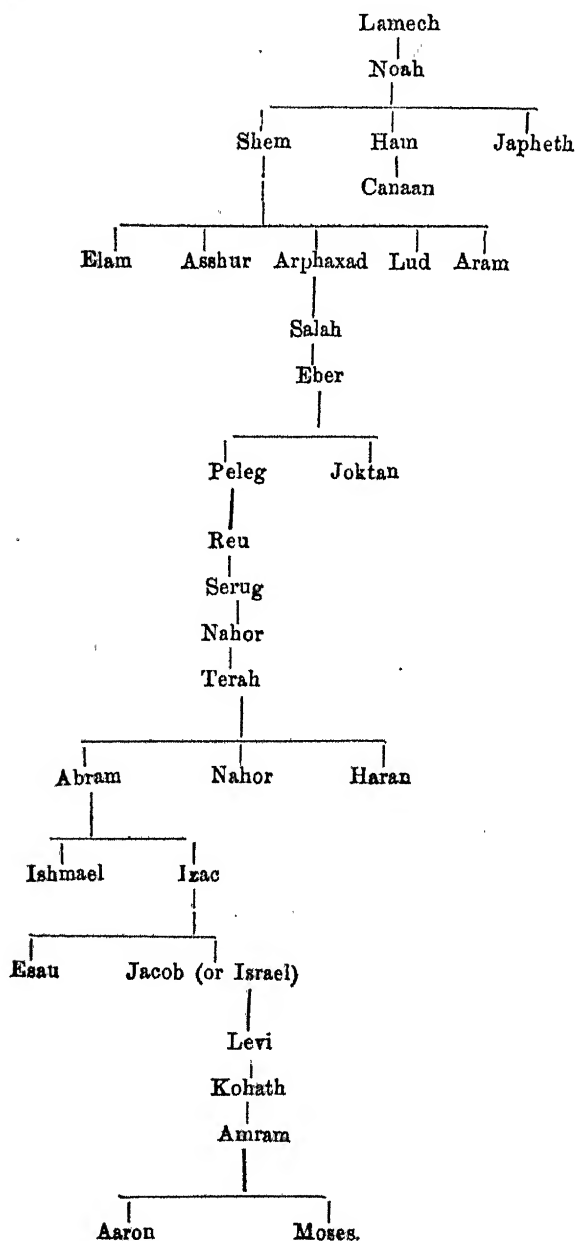 Lamech
Noah
Shem Ham Japheth
Canaan
Elam Asshur Arphaxad Lud Aram
Salah
Eber
Peleg Joktan
Reu
Serug
Nahor
Terah
Abram Nahor Haran
Ishmael Izac
Esau Jacob (or Israel)
Levi
Kohath
Amram
Aaron Moses.